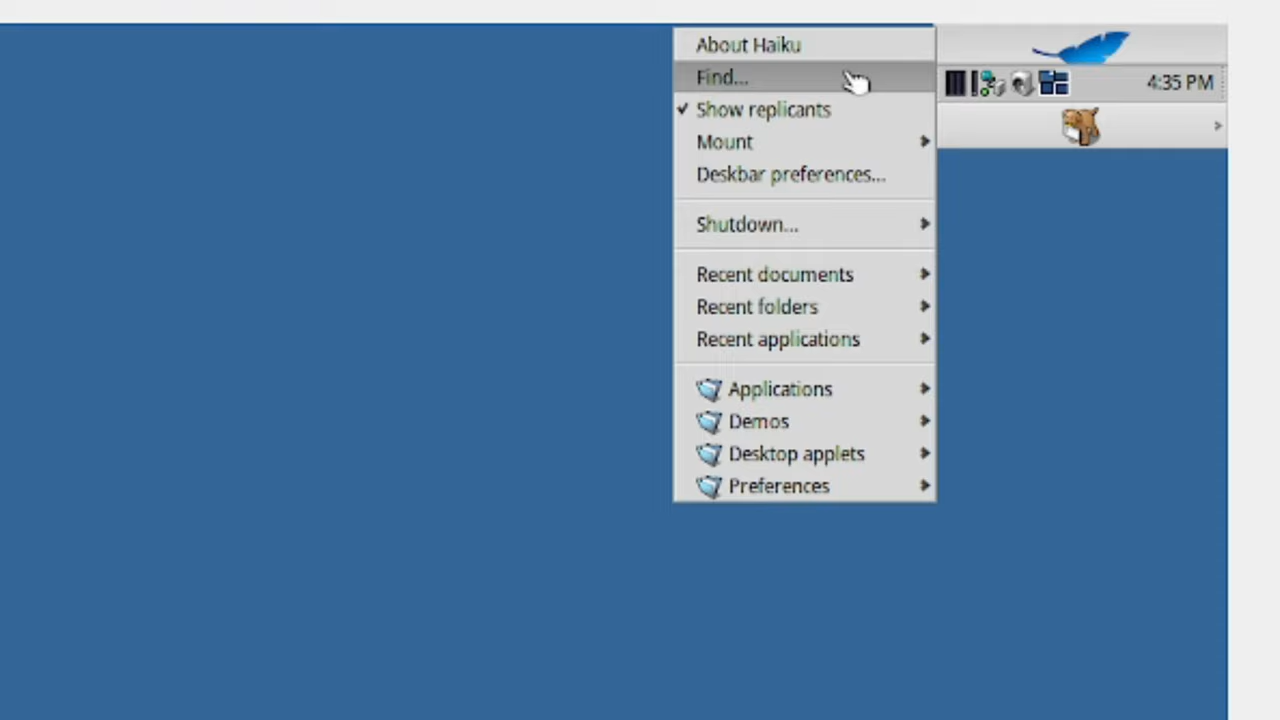 About Haiku
Find...
Show replicants
Mount
Deskbar preferences...
Shutdown...
Recent documents
Recent folders
Recent applications
Applications
Demos
Desktop applets
Preferences
4:35 PM